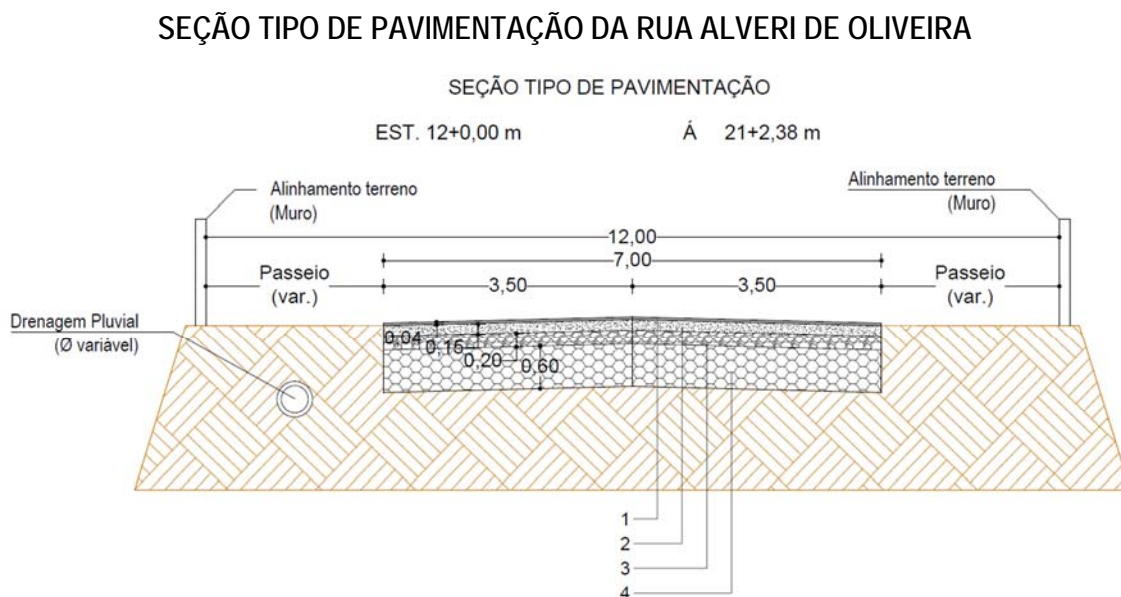 SEÇÃO TIPO DE PAVIMENTAÇÃO DA RUA ALVERI DE OLIVEIRA
SEÇÃO TIPO DE PAVIMENTAÇÃO
EST. 12+0,00 m Á 21+2,38 m
Alinhamento terreno
(Muro)
Alinhamento terreno
(Muro)
12,00
7,00
Passeio
(var.)
3,50
3,50
Passeio
(var.)
Drenagem Pluvial
(Ø variável)
0,04
0,15
0,20
0,60
1
2
3
4